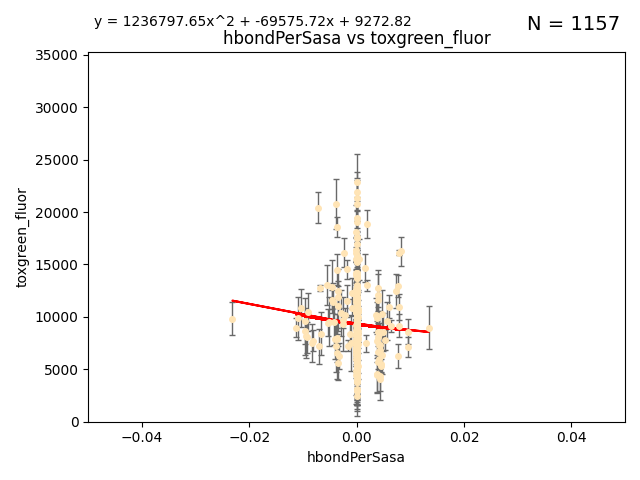 y = 1236797.65x^2 + -69575.72x + 9272.82
N = 1157
hbondPerSasa vs toxgreen_fluor
35000
30000
25000
20000
15000
10000
5000
0
toxgreen_fluor
−0.04
−0.02
0.00
0.02
0.04
hbondPerSasa